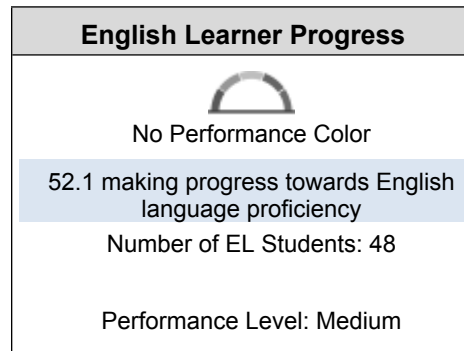 English Learner Progress
No Performance Color
52.1 making progress towards English
language proficiency
Number of EL Students: 48
Performance Level: Medium